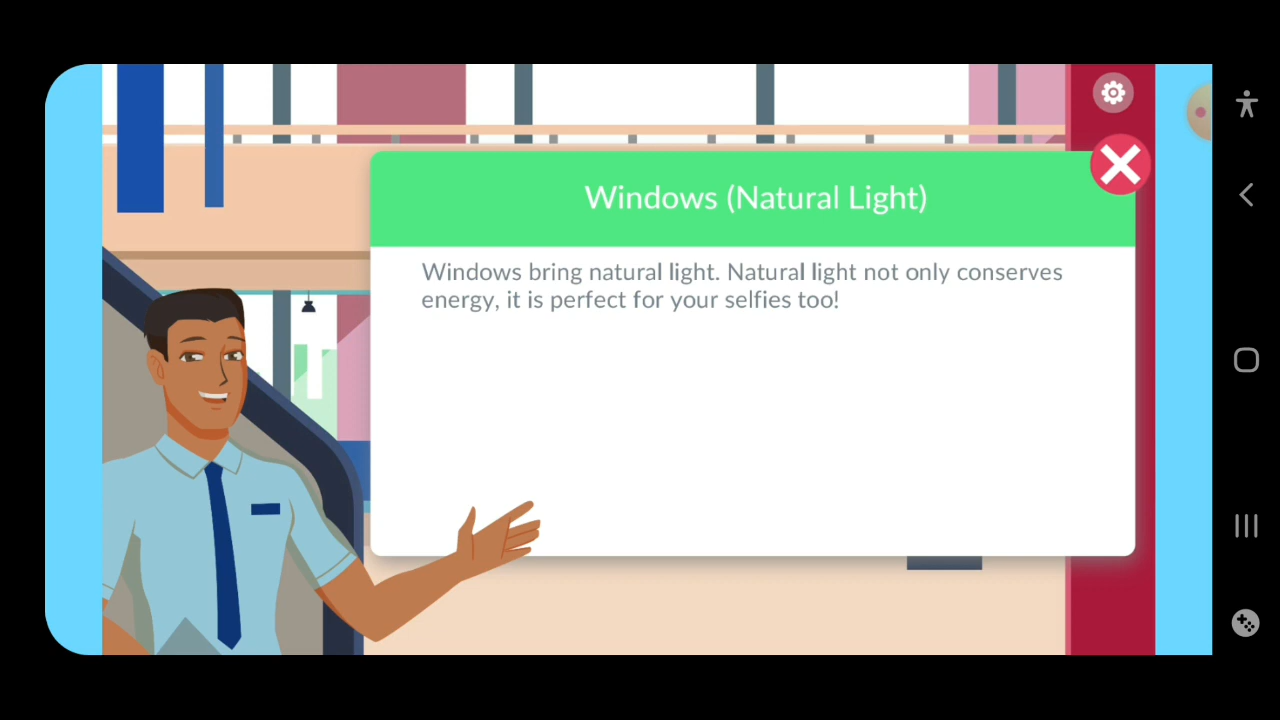 Windows (Natural Light)
Windows bring natural light. Natural light not only conserves
energy, it is perfect for your selfies too!